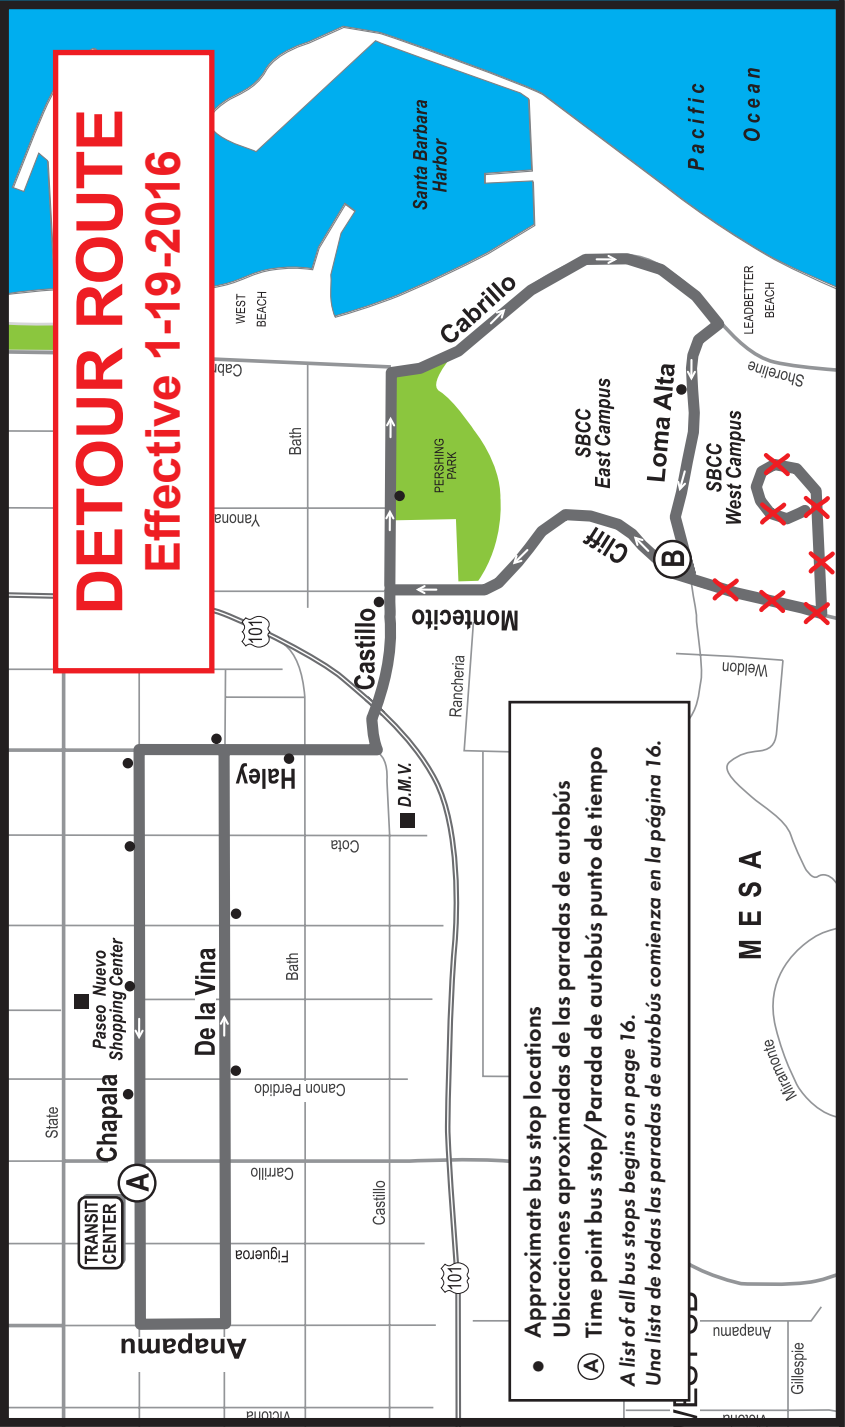 DETOUR ROUTE
Effective 1-19-2016
Santa Barbara
Harbor
Pacific
Ocean
WEST
BEACH
Cabrillo
LEADBETTER
BEACH
Shoreline
Cabr
Bath
Yanona
PERSHING
PARK
SBCC
East Campus
Loma Alta
SBCC
West Campus
Cliff
B
Montecito
Castillo
101
Rancheria
Weldon
Haley
D.M.V.
Cota
Paseo Nuevo
Shopping Center
De la Vina
Bath
MESA
Miramonte
State
Chapala
Canon Perdido
A
Carrillo
TRANSIT
CENTER
Castillo
Figueroa
101
Anapamu
Victoria
Approximate bus stop locations
Ubicaciones aproximadas de las paradas de autobús
A Time point bus stop/Parada de autobús punto de tiempo
A list of all bus stops begins on page 16.
Una lista de todas las paradas de autobús comienza en la página 16.
Anapamu
Gillespie